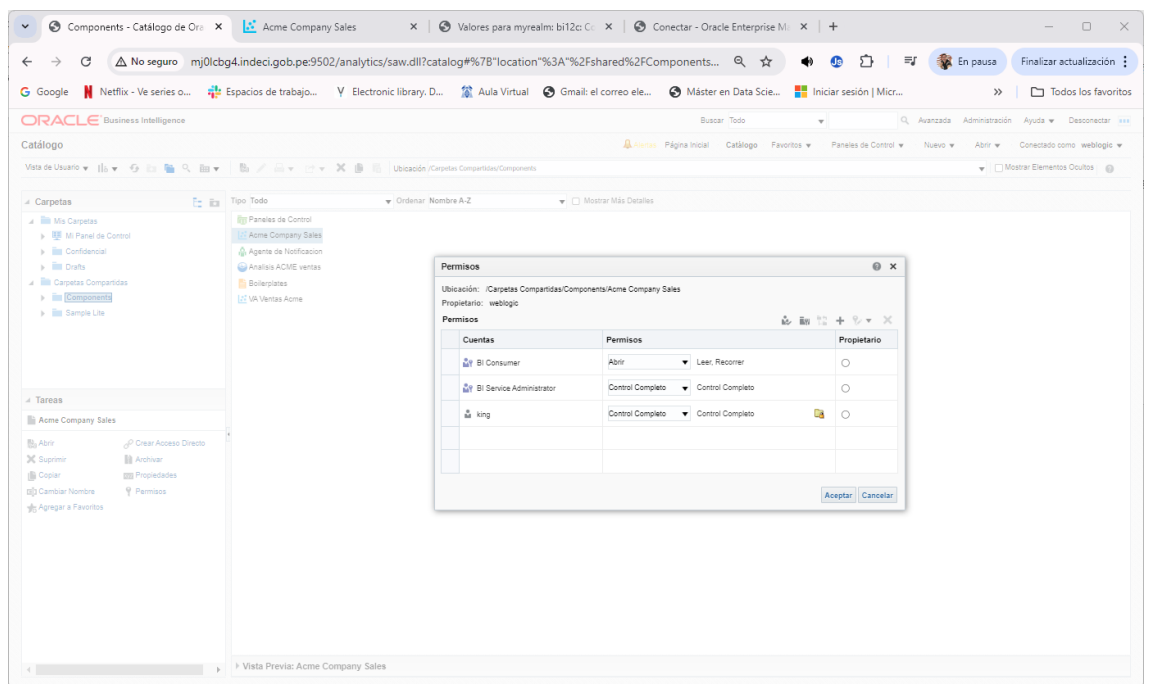 Components - Catálogo de Ora
Acme Company Sales
Valores para myrealm: bi12c: Co
Conectar - Oracle Enterprise Ma
No seguro
mj0lcbg4.indeci.gob.pe:9502/analytics/saw.dll?catalog#%7B"location"%3A"%2Fshared%2FComponents...
En pausa
Finalizar actualización
Google
Netflix - Ve series o...
Espacios de trabajo...
Electronic library. D...
Aula Virtual
Gmail: el correo ele...
Máster en Data Scie...
Iniciar sesión | Micr...
Todos los favoritos
ORACLE Business Intelligence
Buscar Todo
Avanzada
Administración
Ayuda
Desconectar
Catálogo
Página Inicial
Catálogo
Favoritos
Paneles de Control
Nuevo
Abrir
Conectado como weblogic
Vista de Usuario
Ubicación /Carpetas Compartidas/Components
Mostrar Elementos Ocultos
Carpetas
Mis Carpetas
Mi Panel de Control
Confidencial
Drafts
Carpetas Compartidas
Components
Sample Lite
Tipo Todo
Ordenar Nombre A-Z
Mostrar Más Detalles
Paneles de Control
Acme Company Sales
Agente de Notificacion
Analisis ACME ventas
Boilerplates
VA Ventas Acme
Permisos
Ubicación: /Carpetas Compartidas/Components/Acme Company Sales
Propietario: weblogic
Permisos
Cuentas
Permisos
Propietario
BI Consumer
Abrir
Leer, Recorrer
BI Service Administrator
Control Completo
Control Completo
king
Control Completo
Control Completo
Aceptar
Cancelar
Tareas
Acme Company Sales
Abrir
Crear Acceso Directo
Suprimir
Archivar
Copiar
Propiedades
Cambiar Nombre
Permisos
Agregar a Favoritos
Vista Previa: Acme Company Sales